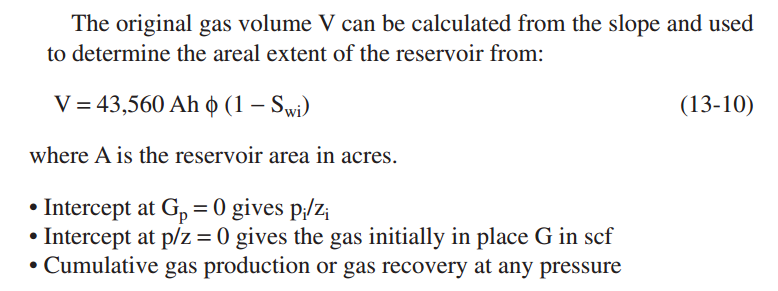 The original gas volume V can be calculated from the slope and used
to determine the areal extent of the reservoir from:
V = 43,560 Ah ϕ (1 – Swi) (13-10)
where A is the reservoir area in acres.
• Intercept at Gp = 0 gives pi/zi
• Intercept at p/z = 0 gives the gas initially in place G in scf
• Cumulative gas production or gas recovery at any pressure